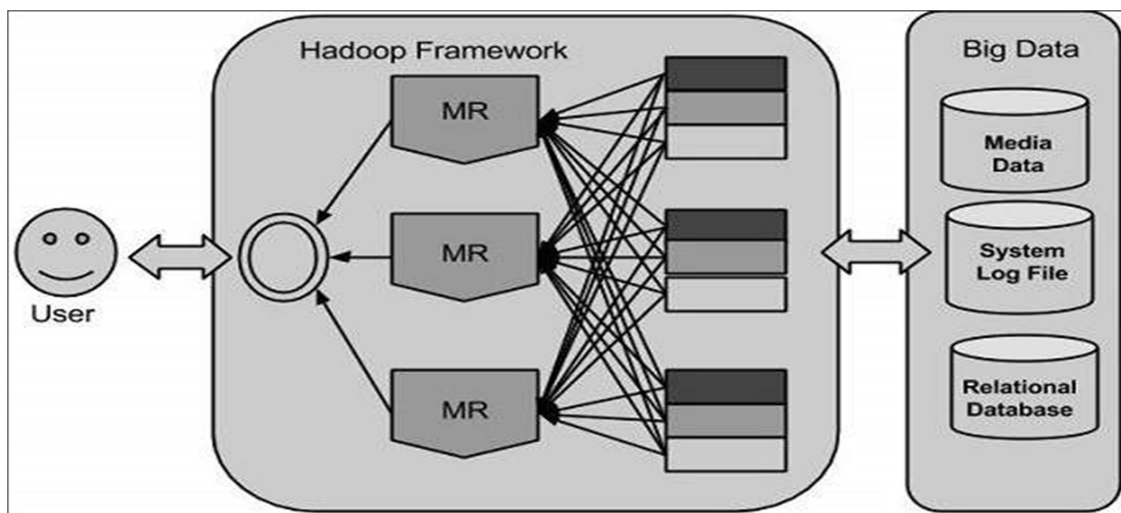 Hadoop Framework
MR
MR
MR
User
Big Data
Media
Data
System
Log File
Relational
Database